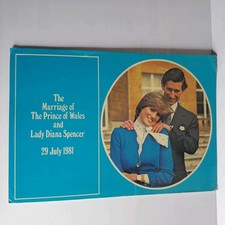 The
Marriage of
The Prince of Wales
and
Lady Diana Spencer
29 July 1981